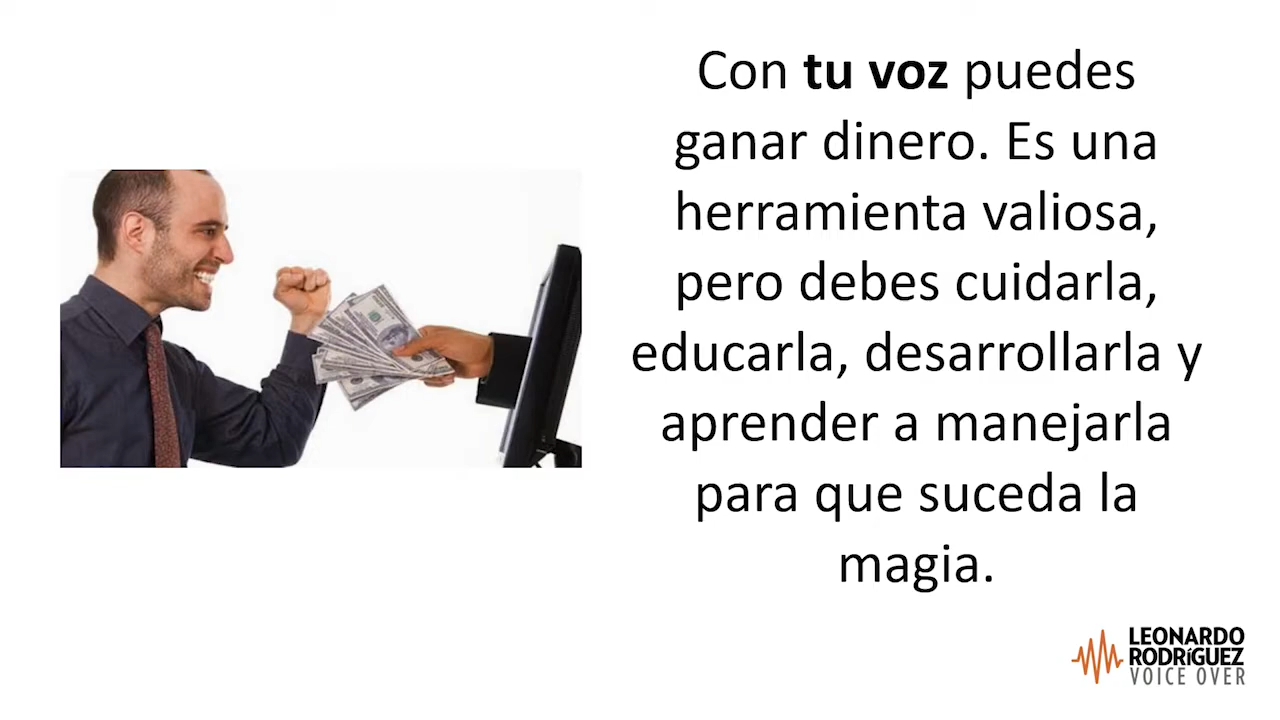 Con tu voz puedes
ganar dinero. Es una
herramienta valiosa,
pero debes cuidarla,
educarla, desarrollarla y
aprender a manejarla
para que suceda la
magia.
LEONARDO
RODRíGUEZ
VOICE OVER